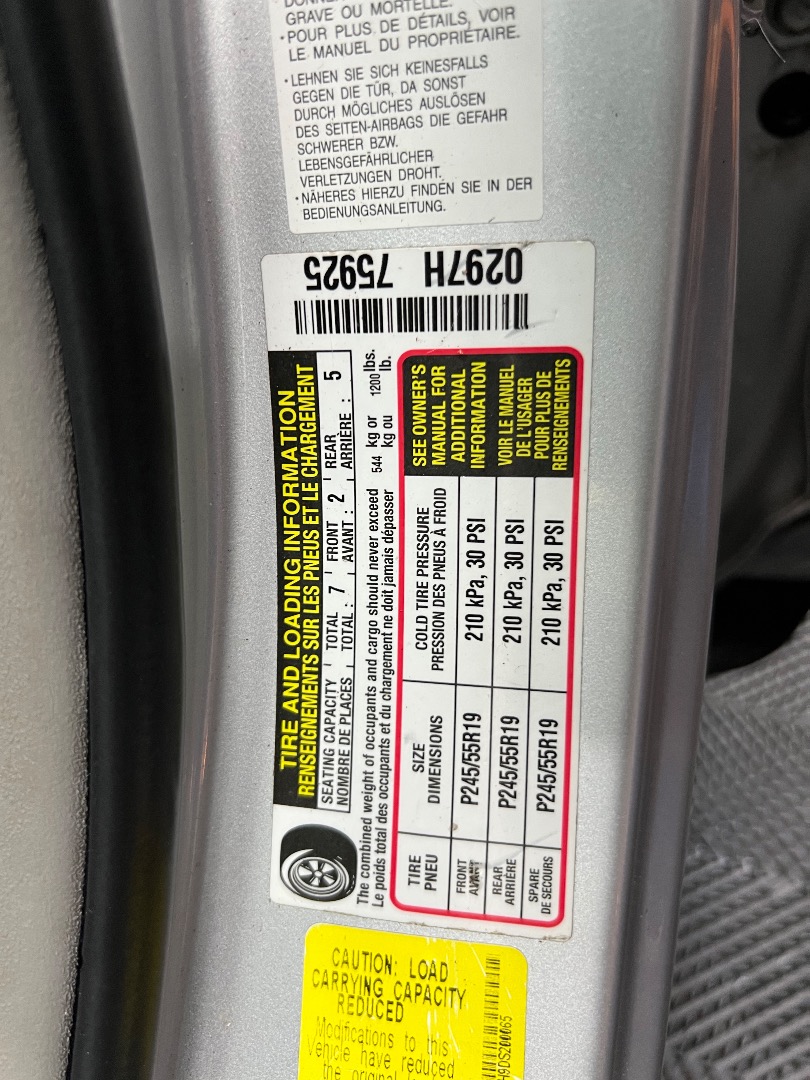 GRAVE OU MORTELLE.
•POUR PLUS DE DÉTAILS, VOIR
LE MANUEL DU PROPRIÉTAIRE.
•LEHNEN SIE SICH KEINESFALLS
GEGEN DIE TÜR, DA SONST
DURCH MÖGLICHES AUSLÖSEN
DES SEITEN-AIRBAGS DIE GEFAHR
SCHWERER BZW.
LEBENSGEFÄHRLICHER
VERLETZUNGEN DROHT.
•NÄHERES HIERZU FINDEN SIE IN DER
BEDIENUNGSANLEITUNG.
0297H 75925
TIRE AND LOADING INFORMATION
RENSEIGNEMENTS SUR LES PNEUS ET LE CHARGEMENT
SEATING CAPACITY TOTAL 7 FRONT 2 REAR 5
NOMBRE DE PLACES TOTAL : AVANT : ARRIÈRE :
The combined weight of occupants and cargo should never exceed 544 kg or 1200 lbs.
Le poids total des occupants et du chargement ne doit jamais dépasser kg ou lb.
TIRE SIZE COLD TIRE PRESSURE
PNEU DIMENSIONS PRESSION DES PNEUS À FROID
FRONT AVANT P245/55R19 210 kPa, 30 PSI
REAR ARRIÈRE P245/55R19 210 kPa, 30 PSI
SPARE DE SECOURS P245/55R19 210 kPa, 30 PSI
SEE OWNER'S
MANUAL FOR
ADDITIONAL
INFORMATION
VOIR LE MANUEL
DE L'USAGER
POUR PLUS DE
RENSEIGNEMENTS
CAUTION: LOAD
CARRYING CAPACITY
REDUCED
Modifications to this
vehicle have reduced
the original
H9DS200065